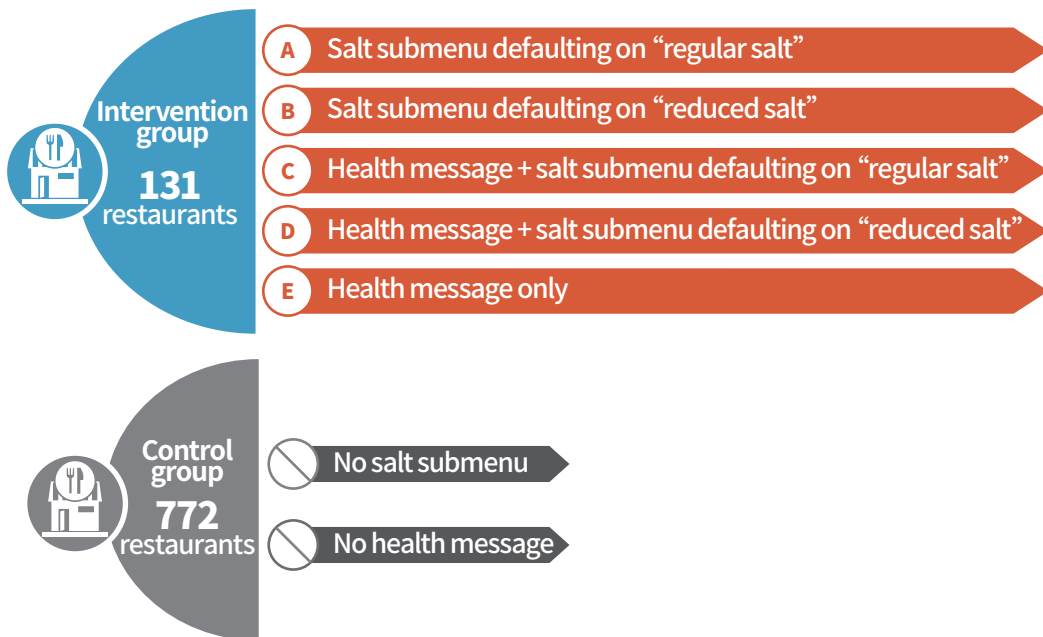 Intervention
group
131
restaurants
A Salt submenu defaulting on “regular salt”
B Salt submenu defaulting on “reduced salt”
C Health message + salt submenu defaulting on “regular salt”
D Health message + salt submenu defaulting on “reduced salt”
E Health message only
Control
group
772
restaurants
No salt submenu
No health message